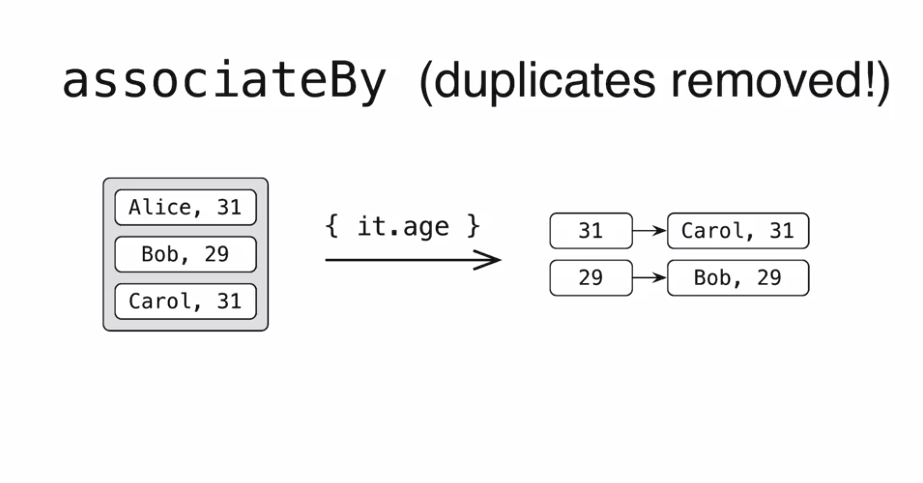 associateBy (duplicates removed!)
Alice, 31
Bob, 29
Carol, 31
{ it.age }
31 Carol, 31
29 Bob, 29